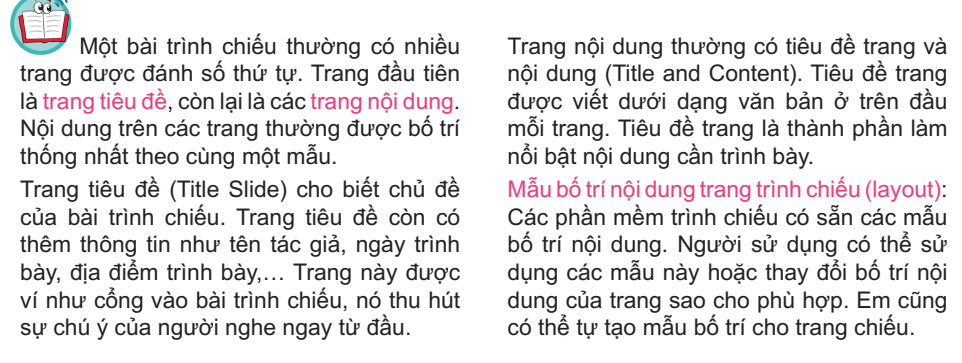 Một bài trình chiếu thường có nhiều
trang được đánh số thứ tự. Trang đầu tiên
là trang tiêu đề, còn lại là các trang nội dung.
Nội dung trên các trang thường được bố trí
thống nhất theo cùng một mẫu.
Trang tiêu đề (Title Slide) cho biết chủ đề
của bài trình chiếu. Trang tiêu đề còn có
thêm thông tin như tên tác giả, ngày trình
bày, địa điểm trình bày,... Trang này được
ví như cổng vào bài trình chiếu, nó thu hút
sự chú ý của người nghe ngay từ đầu.
Trang nội dung thường có tiêu đề trang và
nội dung (Title and Content). Tiêu đề trang
được viết dưới dạng văn bản ở trên đầu
mỗi trang. Tiêu đề trang là thành phần làm
nổi bật nội dung cần trình bày.
Mẫu bố trí nội dung trang trình chiếu (layout):
Các phần mềm trình chiếu có sẵn các mẫu
bố trí nội dung. Người sử dụng có thể sử
dụng các mẫu này hoặc thay đổi bố trí nội
dung của trang sao cho phù hợp. Em cũng
có thể tự tạo mẫu bố trí cho trang chiếu.